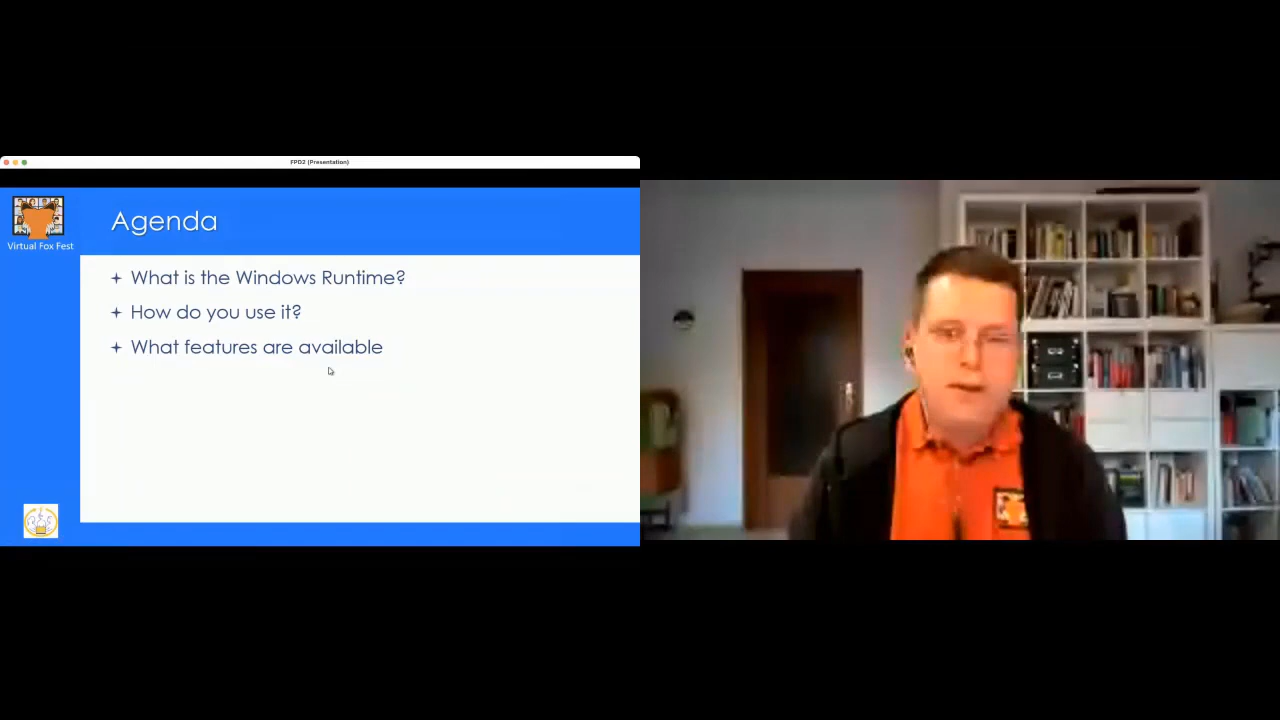 FPD2 (Presentation)
Virtual Fox Fest
Agenda
What is the Windows Runtime?
How do you use it?
What features are available